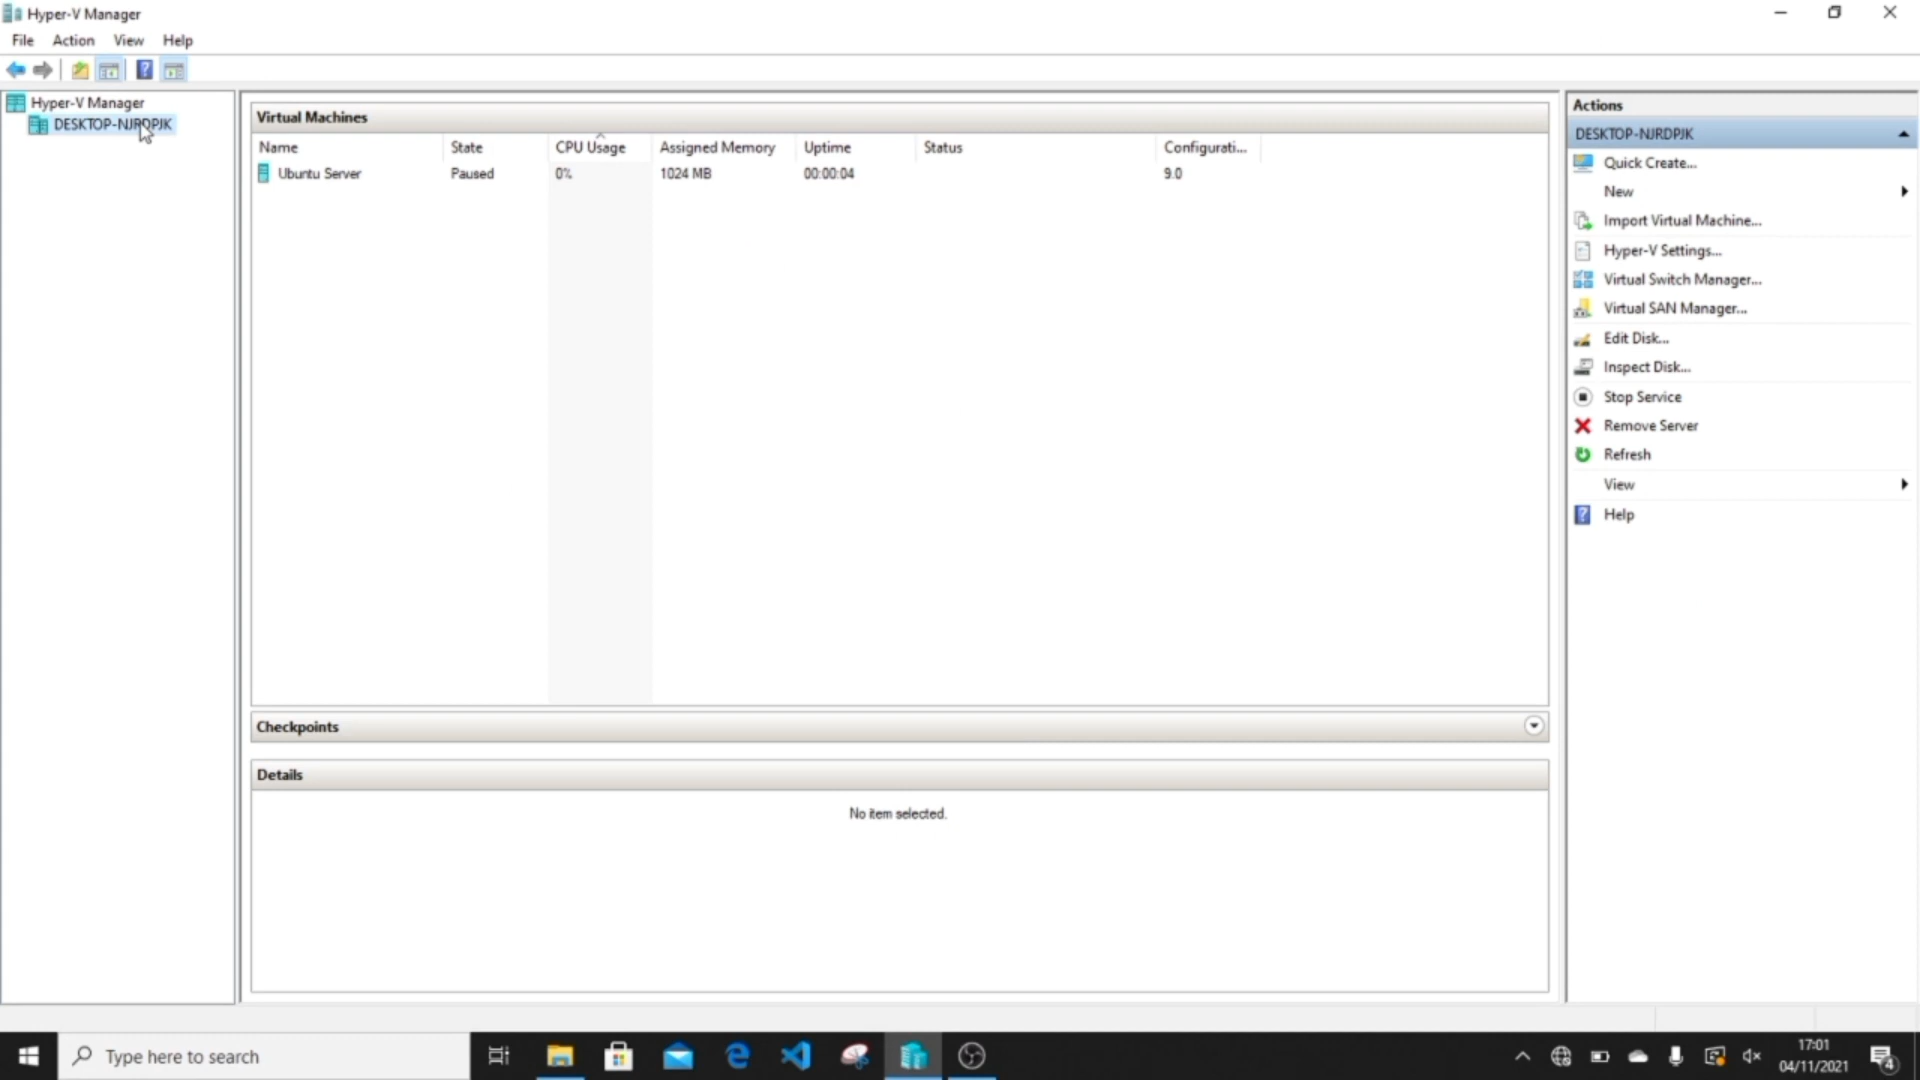 Hyper-V Manager
File Action View Help
Hyper-V Manager
DESKTOP-NJRDPJK
Virtual Machines
Name State CPU Usage Assigned Memory Uptime Status Configurati...
Ubuntu Server Paused 0% 1024 MB 00:00:04 9.0
Checkpoints
Details
No item selected.
Actions
DESKTOP-NJRDPJK
Quick Create...
New
Import Virtual Machine...
Hyper-V Settings...
Virtual Switch Manager...
Virtual SAN Manager...
Edit Disk...
Inspect Disk...
Stop Service
Remove Server
Refresh
View
Help
Type here to search
17:01
04/11/2021
4